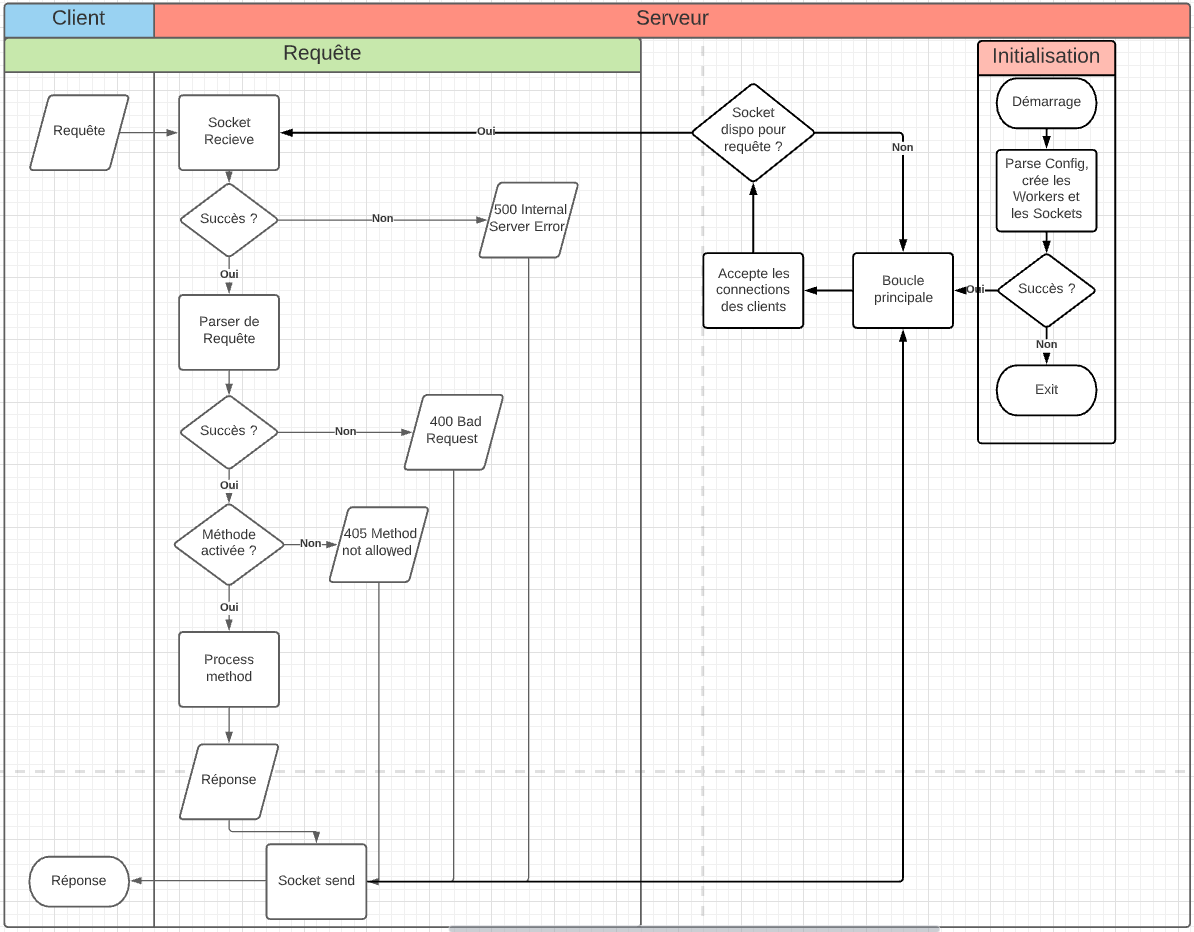 Client
Serveur
Requête
Initialisation
Requête
Socket
Recieve
Oui
Socket
dispo pour
requête ?
Non
Démarrage
Parse Config,
crée les
Workers et
les Sockets
Succès ?
Non
500 Internal
Server Error
Oui
Accepte les
connections
des clients
Boucle
principale
Oui
Succès ?
Non
Exit
Parser de
Requête
Succès ?
Non
400 Bad
Request
Oui
Méthode
activée ?
Non
405 Method
not allowed
Oui
Process
method
Réponse
Réponse
Socket send